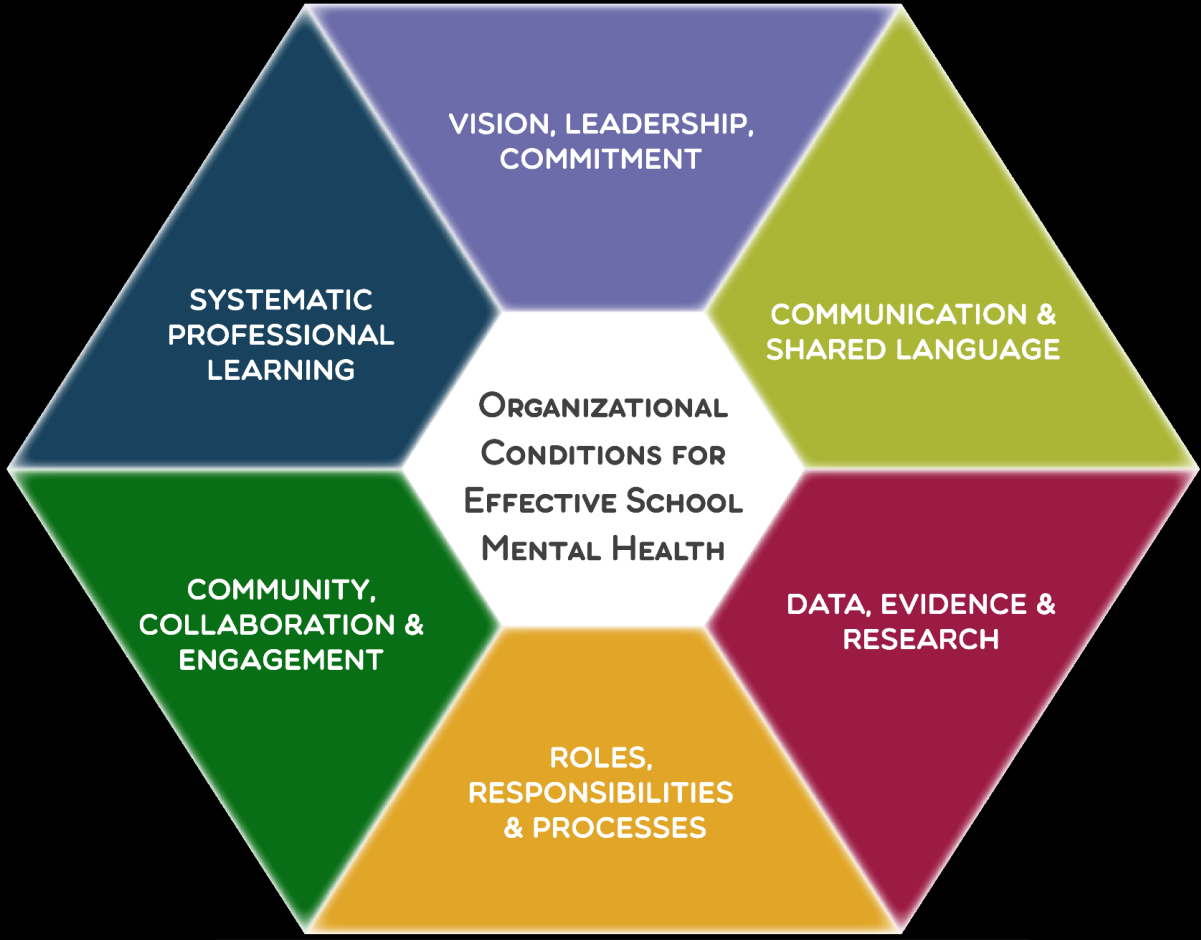 VISION, LEADERSHIP,
COMMITMENT
COMMUNICATION &
SHARED LANGUAGE
DATA, EVIDENCE &
RESEARCH
ROLES,
RESPONSIBILITIES
& PROCESSES
COMMUNITY,
COLLABORATION &
ENGAGEMENT
SYSTEMATIC
PROFESSIONAL
LEARNING
ORGANIZATIONAL
CONDITIONS FOR
EFFECTIVE SCHOOL
MENTAL HEALTH